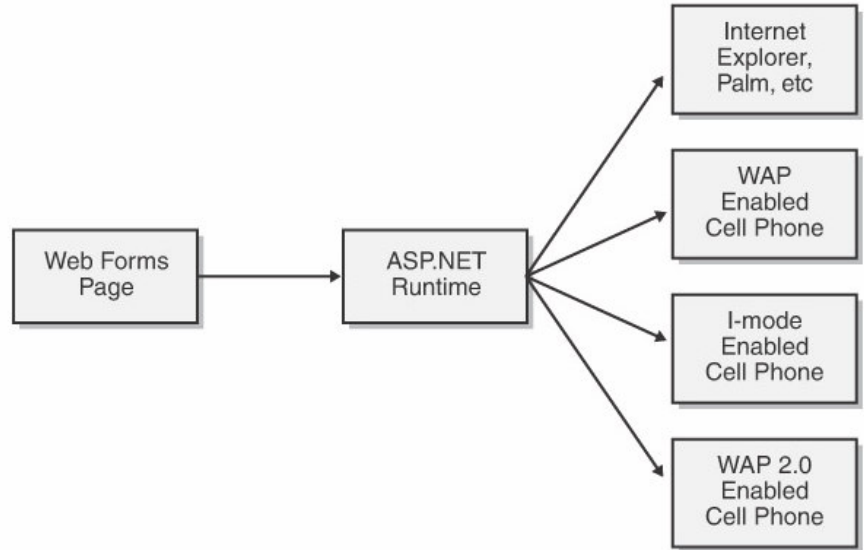 Internet
Explorer,
Palm, etc
WAP
Enabled
Cell Phone
Web Forms
Page
ASP.NET
Runtime
I-mode
Enabled
Cell Phone
WAP 2.0
Enabled
Cell Phone